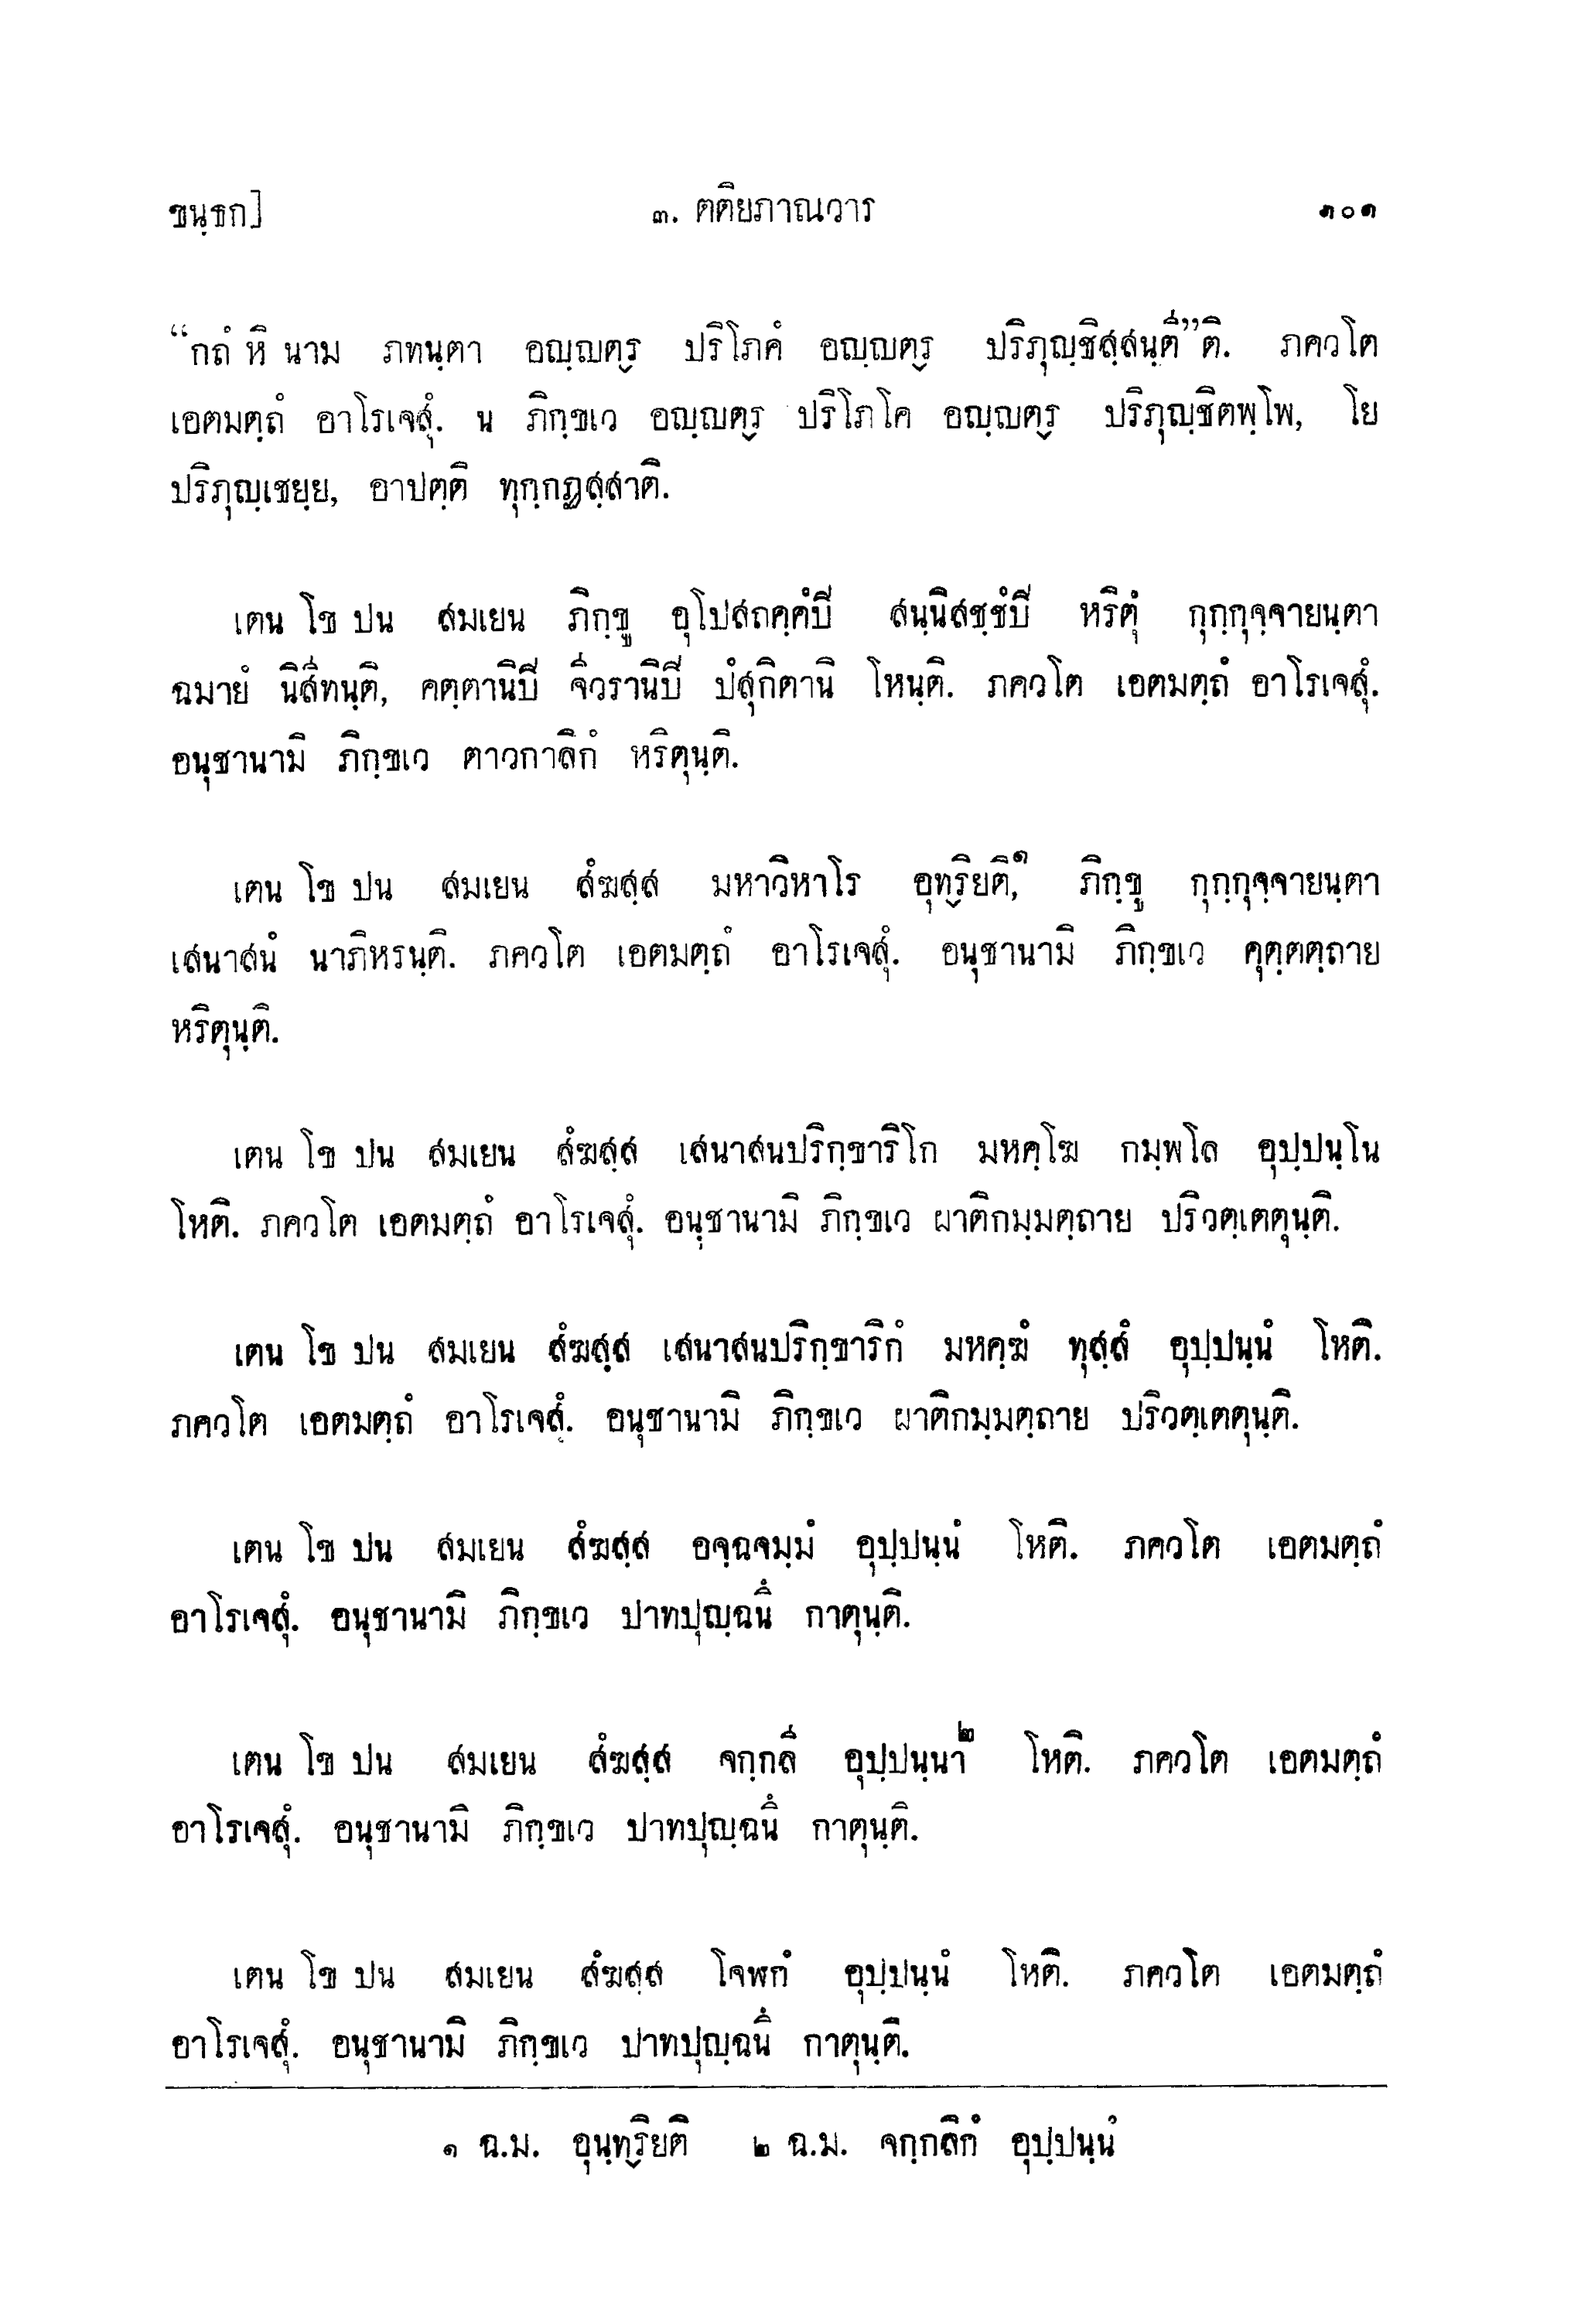 ขนฺธก]	๓. ตติยภาณวาร	๑๐๑
“กถํ หิ นาม ภทนฺตา อญฺญตฺร ปริโภคํ อญฺญตฺร ปริภุญฺชิสฺสนฺตี”ติ. ภควโต
เอตมตฺถํ อาโรเจสุํ. น ภิกฺขเว อญฺญตฺร ปริโภโค อญฺญตฺร ปริภุญฺชิตพฺโพ, โย
ปริภุญฺเชยฺย, อาปตฺติ ทุกฺกฏสฺสาติ.
เตน โข ปน สมเยน ภิกฺขู อุโปสถคฺคํปิ สนฺนิสชฺชํปิ หริตุํ กุกฺกุจฺจายนฺตา
ฉมายํ นิสีทนฺติ, คตฺตานิปิ จีวรานิปิ ปํสุกิตานิ โหนฺติ. ภควโต เอตมตฺถํ อาโรเจสุํ.
อนุชานามิ ภิกฺขเว ตาวกาลิกํ หริตุนฺติ.
เตน โข ปน สมเยน สํฆสฺส มหาวิหาโร อุทฺริยติ,๑ ภิกฺขู กุกฺกุจฺจายนฺตา
เสนาสนํ นาภิหรนฺติ. ภควโต เอตมตฺถํ อาโรเจสุํ. อนุชานามิ ภิกฺขเว คุตฺตตฺถาย
หริตุนฺติ.
เตน โข ปน สมเยน สํฆสฺส เสนาสนปริกฺขาริโก มหคฺโฆ กมฺพโล อุปฺปนฺโน
โหติ. ภควโต เอตมตฺถํ อาโรเจสุํ. อนุชานามิ ภิกฺขเว ผาติกมฺมตฺถาย ปริวตฺเตตุนฺติ.
เตน โข ปน สมเยน สํฆสฺส เสนาสนปริกฺขาริกํ มหคฺฆํ ทุสฺสํ อุปฺปนฺนํ โหติ.
ภควโต เอตมตฺถํ อาโรเจสุํ. อนุชานามิ ภิกฺขเว ผาติกมฺมตฺถาย ปริวตฺเตตุนฺติ.
เตน โข ปน สมเยน สํฆสฺส อจฺฉจมฺมํ อุปฺปนฺนํ โหติ. ภควโต เอตมตฺถํ
อาโรเจสุํ. อนุชานามิ ภิกฺขเว ปาทปุญฺฉนึ กาตุนฺติ.
เตน โข ปน สมเยน สํฆสฺส จกฺกลี อุปฺปนฺนา๒ โหติ. ภควโต เอตมตฺถํ
อาโรเจสุํ. อนุชานามิ ภิกฺขเว ปาทปุญฺฉนึ กาตุนฺติ.
เตน โข ปน สมเยน สํฆสฺส โจฬกํ อุปฺปนฺนํ โหติ. ภควโต เอตมตฺถํ
อาโรเจสุํ. อนุชานามิ ภิกฺขเว ปาทปุญฺฉนึ กาตุนฺติ.
๑ ฉ.ม. อุนฺทฺริยติ ๒ ฉ.ม. จกฺกลิกํ อุปฺปนฺนํ